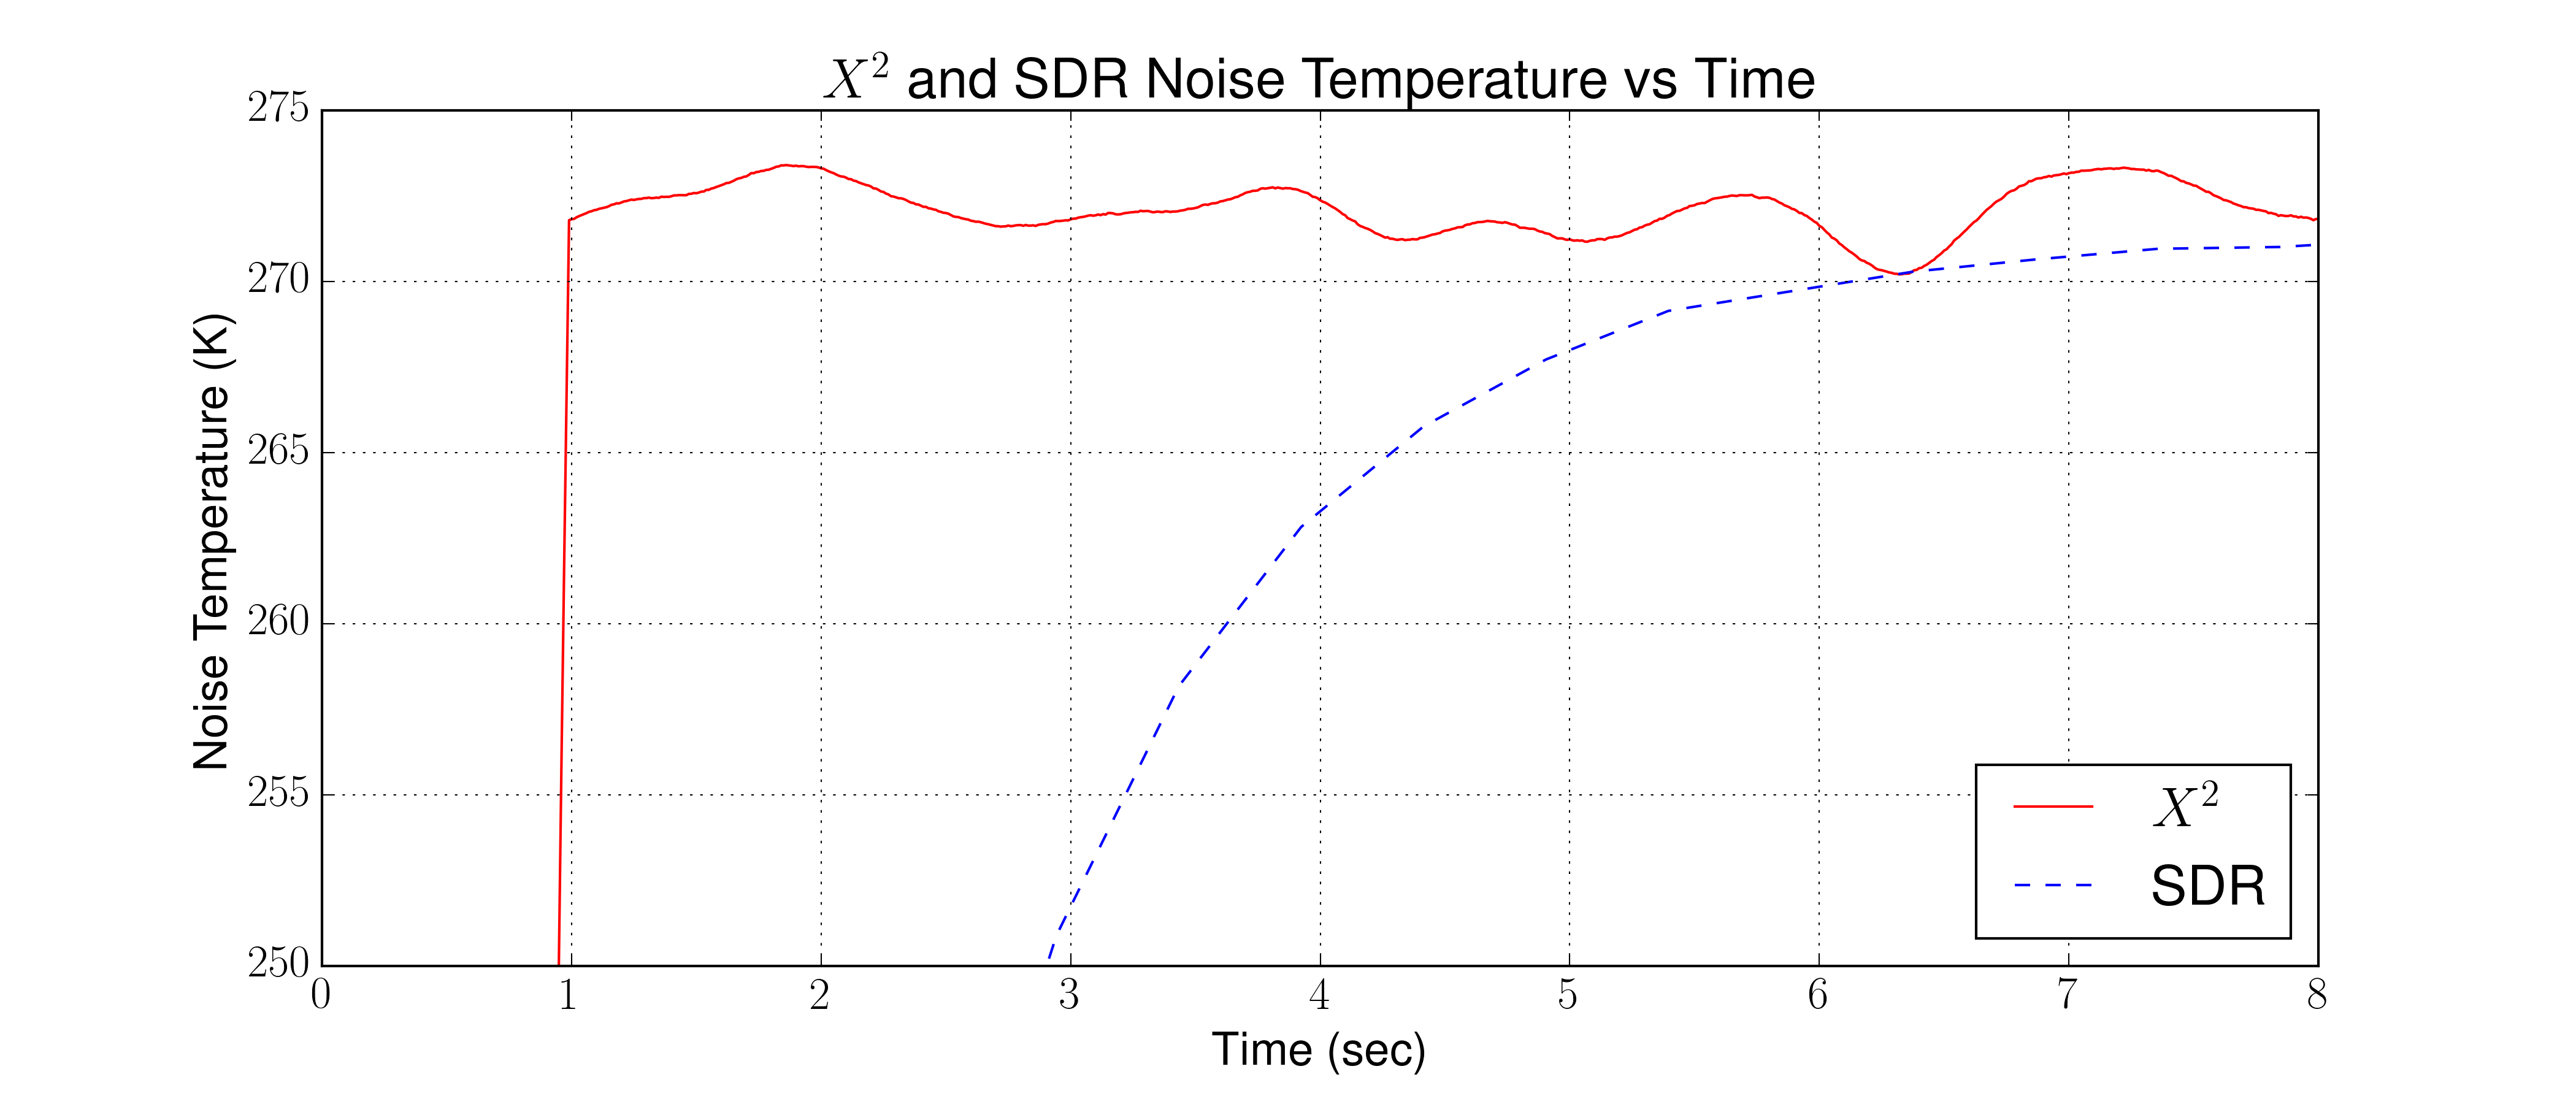 X² and SDR Noise Temperature vs Time
275
270
265
260
255
250
Noise Temperature (K)
0 1 2 3 4 5 6 7 8
Time (sec)
X²
SDR